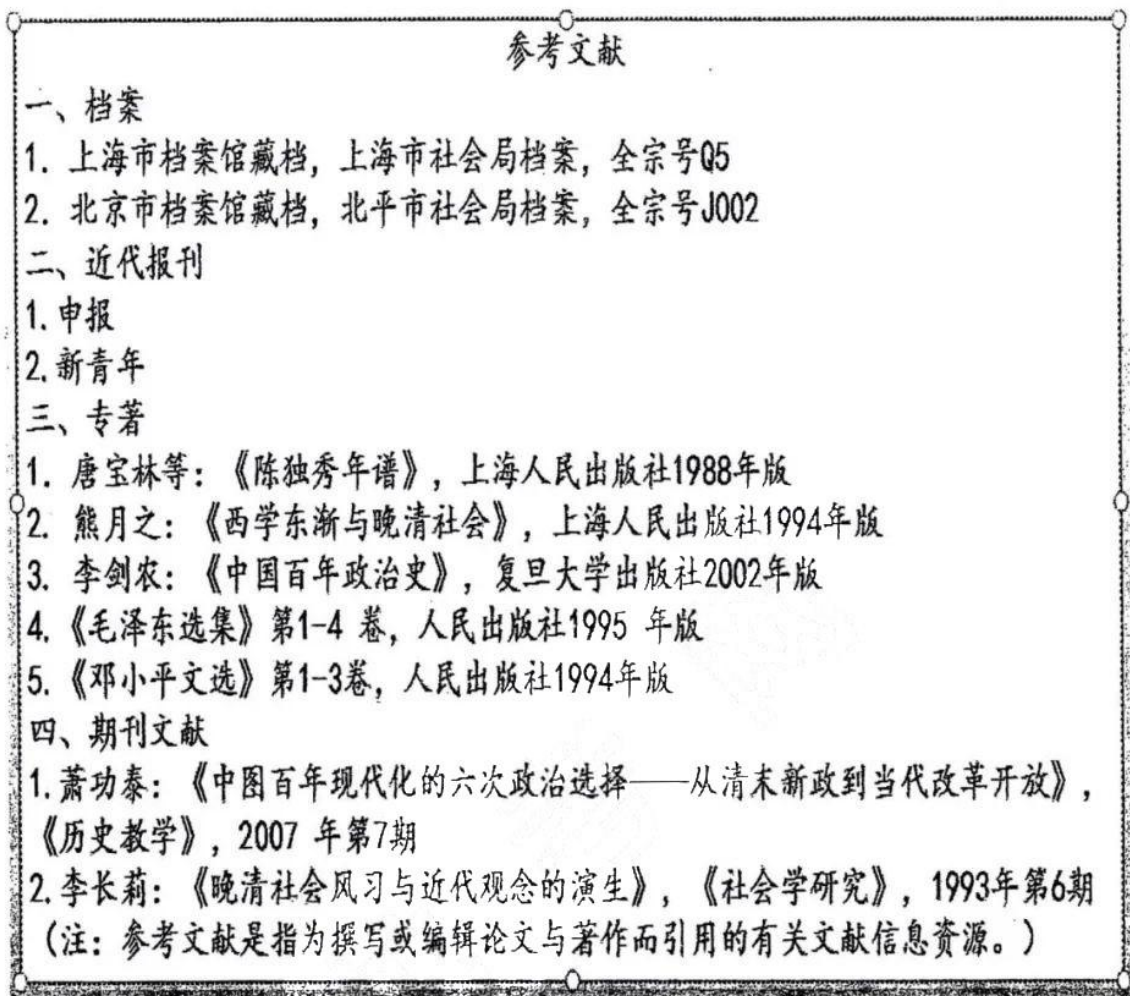 参考文献
一、档案
1. 上海市档案馆藏档，上海市社会局档案，全宗号Q5
2. 北京市档案馆藏档，北平市社会局档案，全宗号J002
二、近代报刊
1. 申报
2. 新青年
三、专著
1. 唐宝林等：《陈独秀年谱》，上海人民出版社1988年版
2. 熊月之：《西学东渐与晚清社会》，上海人民出版社1994年版
3. 李剑农：《中国百年政治史》，复旦大学出版社2002年版
4.《毛泽东选集》第1-4 卷，人民出版社1995 年版
5.《邓小平文选》第1-3卷，人民出版社1994年版
四、期刊文献
1.萧功泰：《中图百年现代化的六次政治选择——从清末新政到当代改革开放》，
《历史教学》，2007 年第7期
2.李长莉：《晚清社会风习与近代观念的演生》，《社会学研究》，1993年第6期
（注：参考文献是指为撰写或编辑论文与著作而引用的有关文献信息资源。）